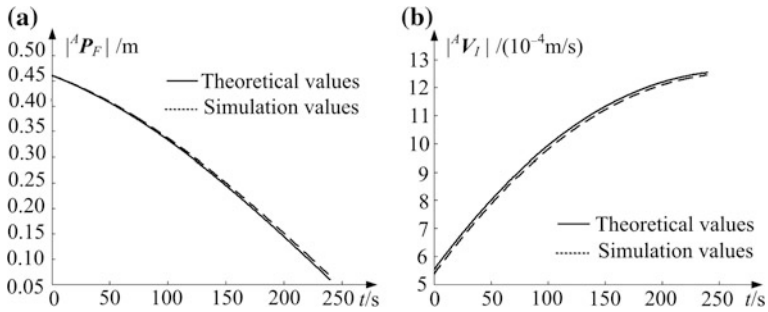 (a)
|ᴬP_F| /m
0.50
0.45
0.40
0.35
0.30
0.25
0.20
0.15
0.10
0.05
0 50 100 150 200 250 t/s
Theoretical values
Simulation values
(b)
|ᴬV_I| /(10⁻⁴m/s)
13
12
11
10
9
8
7
6
5
0 50 100 150 200 250 t/s
Theoretical values
Simulation values